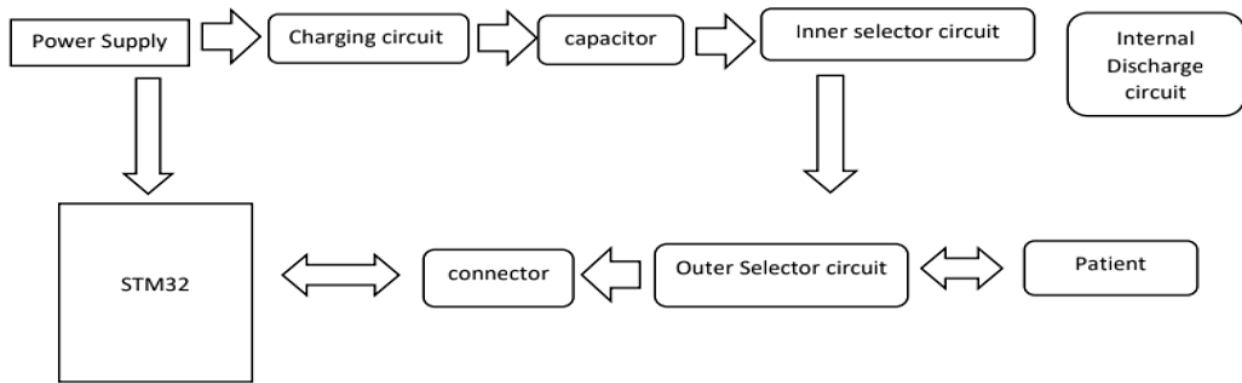 Power Supply
Charging circuit
capacitor
Inner selector circuit
Internal
Discharge
circuit
STM32
connector
Outer Selector circuit
Patient